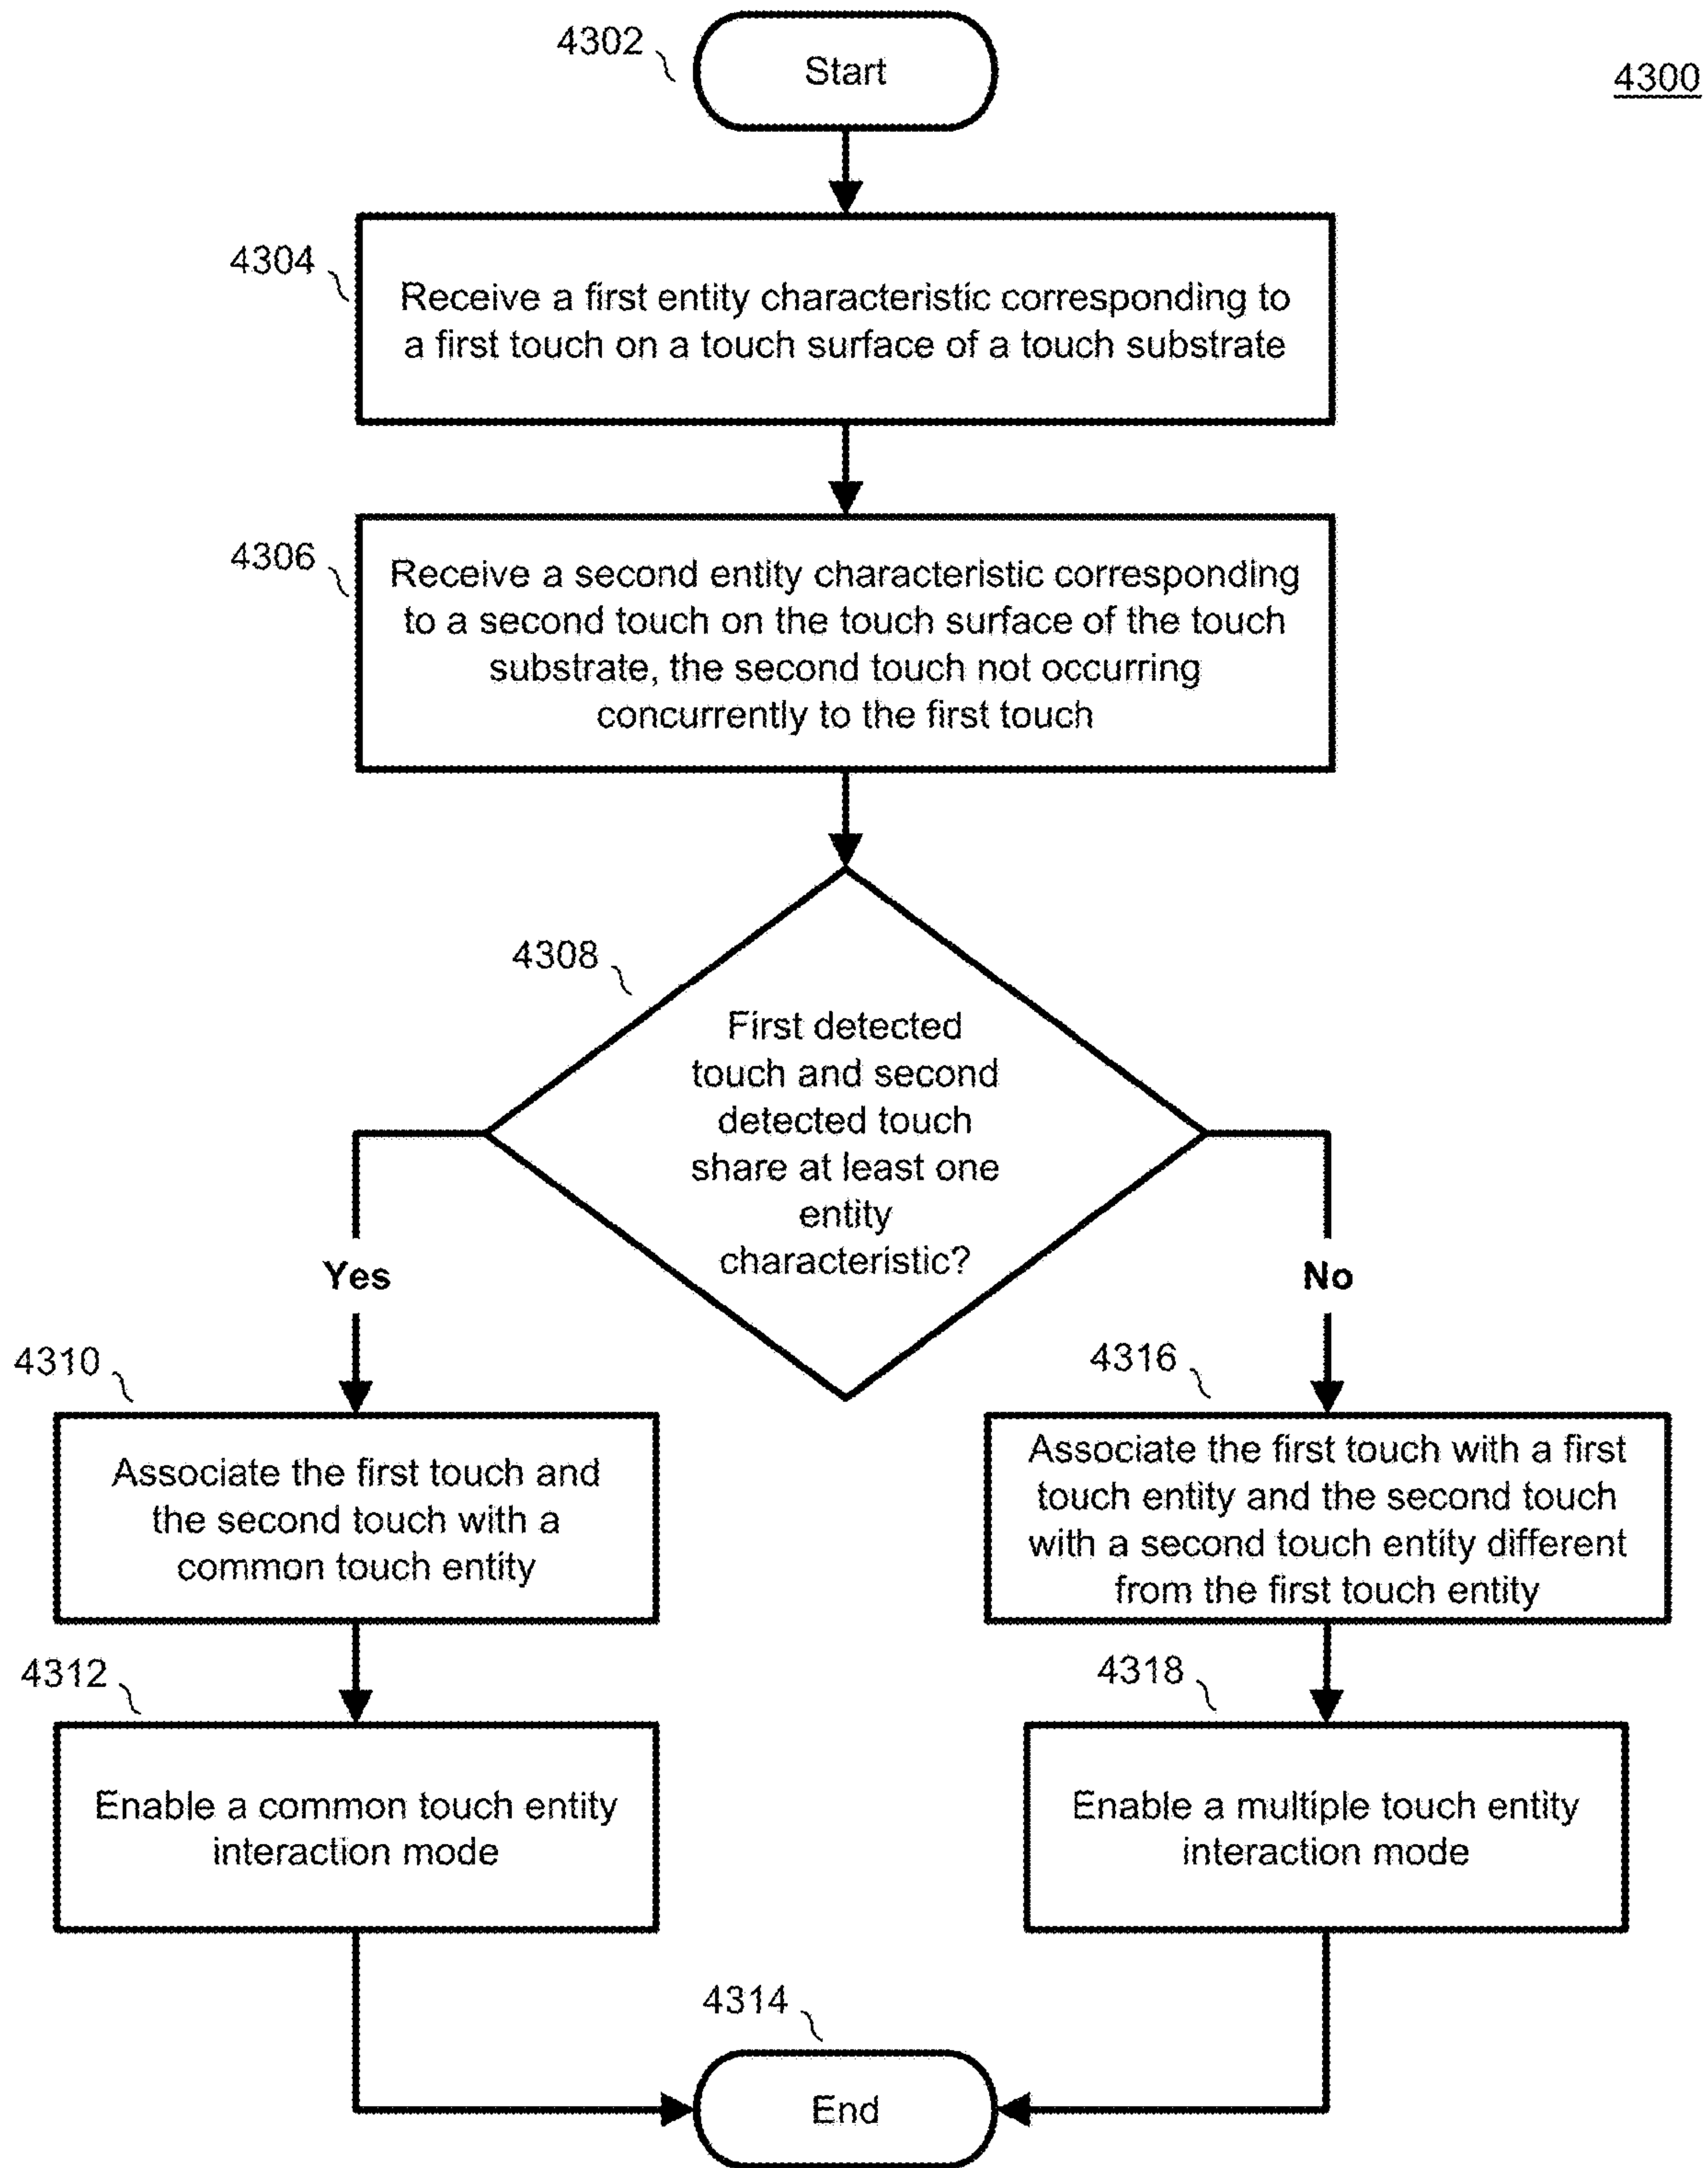 4302
Start
4300
4304
Receive a first entity characteristic corresponding to
a first touch on a touch surface of a touch substrate
4306
Receive a second entity characteristic corresponding
to a second touch on the touch surface of the touch
substrate, the second touch not occurring
concurrently to the first touch
4308
First detected
touch and second
detected touch
share at least one
entity
characteristic?
Yes
No
4310
Associate the first touch and
the second touch with a
common touch entity
4316
Associate the first touch with a first
touch entity and the second touch
with a second touch entity different
from the first touch entity
4312
Enable a common touch entity
interaction mode
4318
Enable a multiple touch entity
interaction mode
4314
End